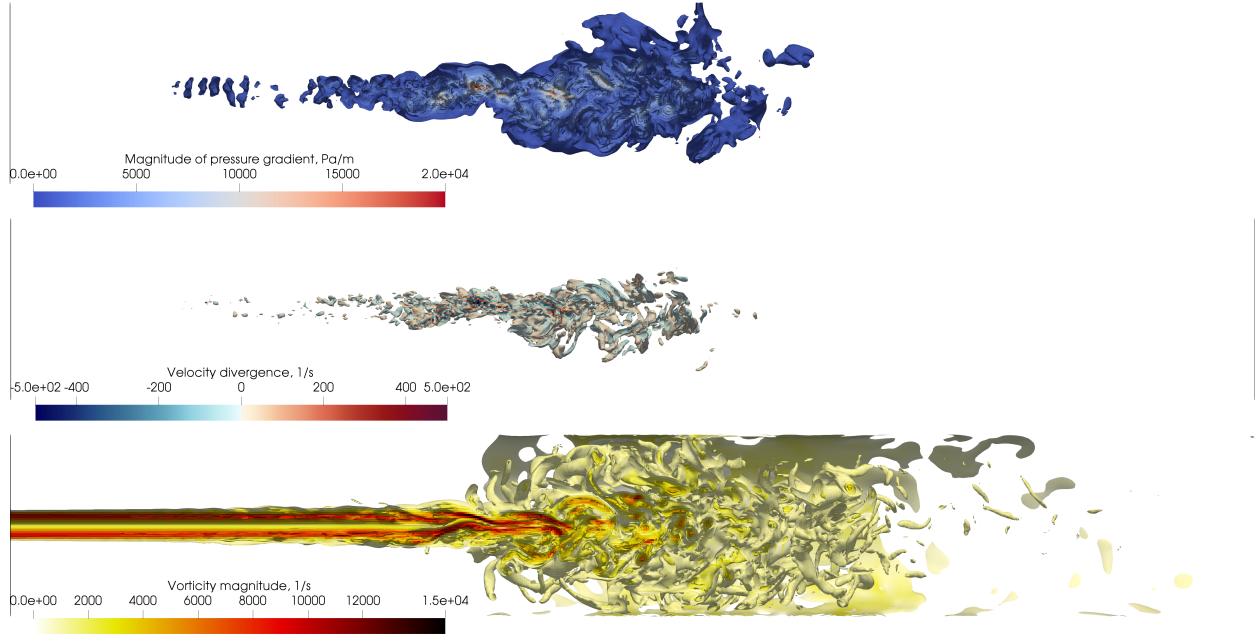 Magnitude of pressure gradient, Pa/m
0.0e+00 5000 10000 15000 2.0e+04
Velocity divergence, 1/s
-5.0e+02 -400 -200 0 200 400 5.0e+02
Vorticity magnitude, 1/s
0.0e+00 2000 4000 6000 8000 10000 12000 1.5e+04